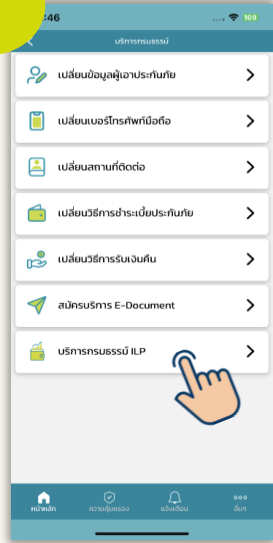 :46
100
บริการกรมธรรม์
เปลี่ยนข้อมูลผู้เอาประกันภัย
เปลี่ยนเบอร์โทรศัพท์มือถือ
เปลี่ยนสถานที่ติดต่อ
เปลี่ยนวิธีการชำระเบี้ยประกันภัย
เปลี่ยนวิธีการรับเงินคืน
สมัครบริการ E-Document
บริการกรมธรรม์ ILP
หน้าหลัก
ความคุ้มครอง
แจ้งเตือน
อื่นๆ